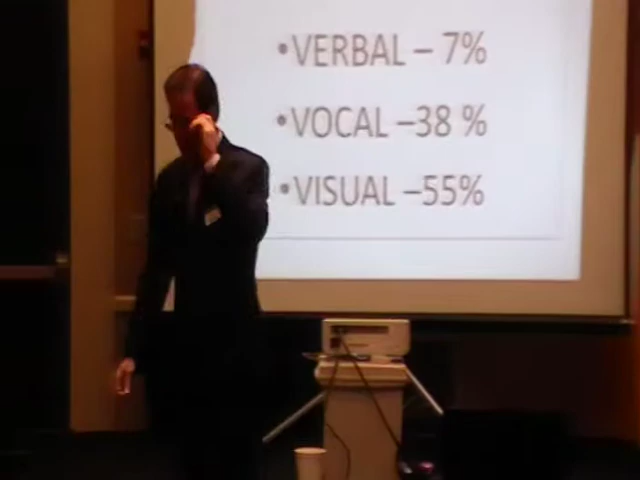 •VERBAL – 7%
•VOCAL –38 %
•VISUAL –55%